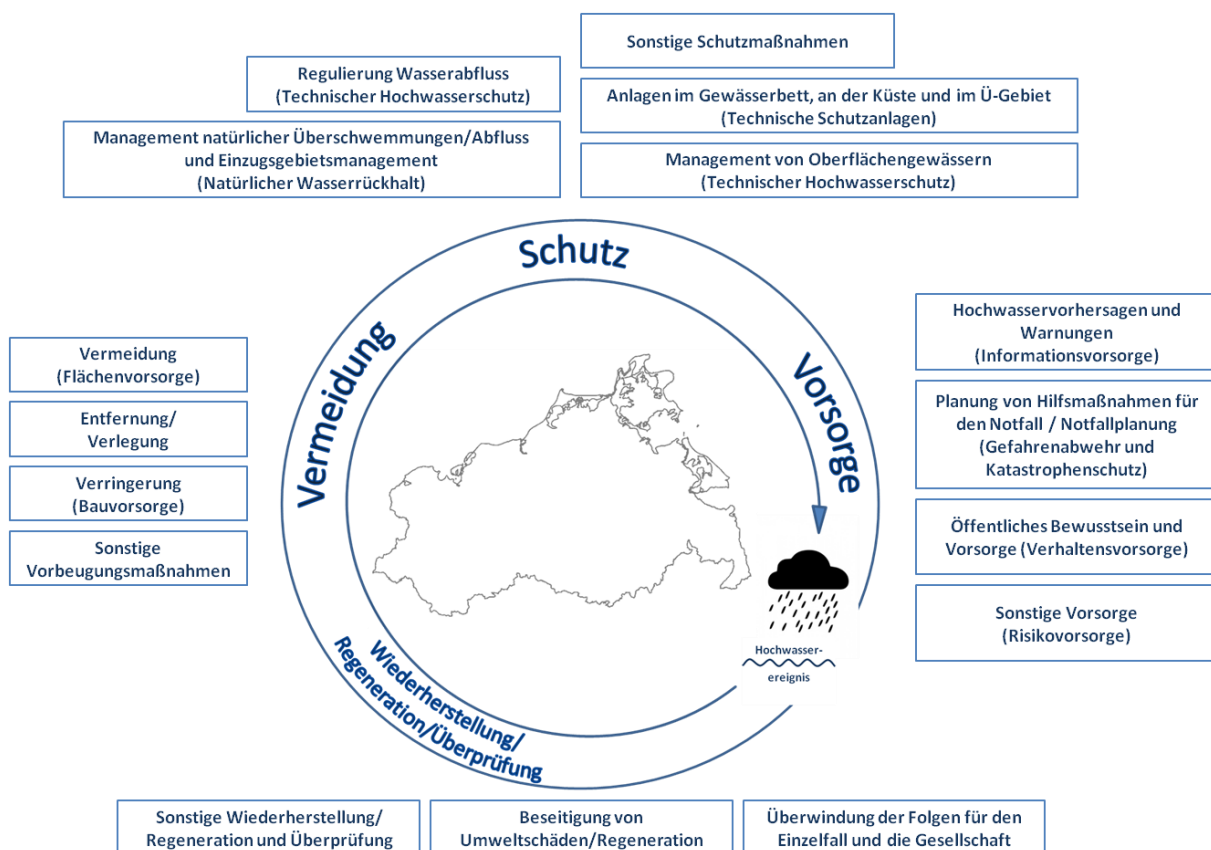 Sonstige Schutzmaßnahmen
Regulierung Wasserabfluss
(Technischer Hochwasserschutz)
Anlagen im Gewässerbett, an der Küste und im Ü-Gebiet
(Technische Schutzanlagen)
Management natürlicher Überschwemmungen/Abfluss
und Einzugsgebietsmanagement
(Natürlicher Wasserrückhalt)
Management von Oberflächengewässern
(Technischer Hochwasserschutz)
Schutz
Vermeidung
Vorsorge
Vermeidung
(Flächenvorsorge)
Entfernung/
Verlegung
Verringerung
(Bauvorsorge)
Sonstige
Vorbeugungsmaßnahmen
Hochwasservorhersagen und
Warnungen
(Informationsvorsorge)
Planung von Hilfsmaßnahmen für
den Notfall / Notfallplanung
(Gefahrenabwehr und
Katastrophenschutz)
Öffentliches Bewusstsein und
Vorsorge (Verhaltensvorsorge)
Sonstige Vorsorge
(Risikovorsorge)
Hochwasser-
ereignis
Wiederherstellung/
Regeneration/Überprüfung
Sonstige Wiederherstellung/
Regeneration und Überprüfung
Beseitigung von
Umweltschäden/Regeneration
Überwindung der Folgen für den
Einzelfall und die Gesellschaft